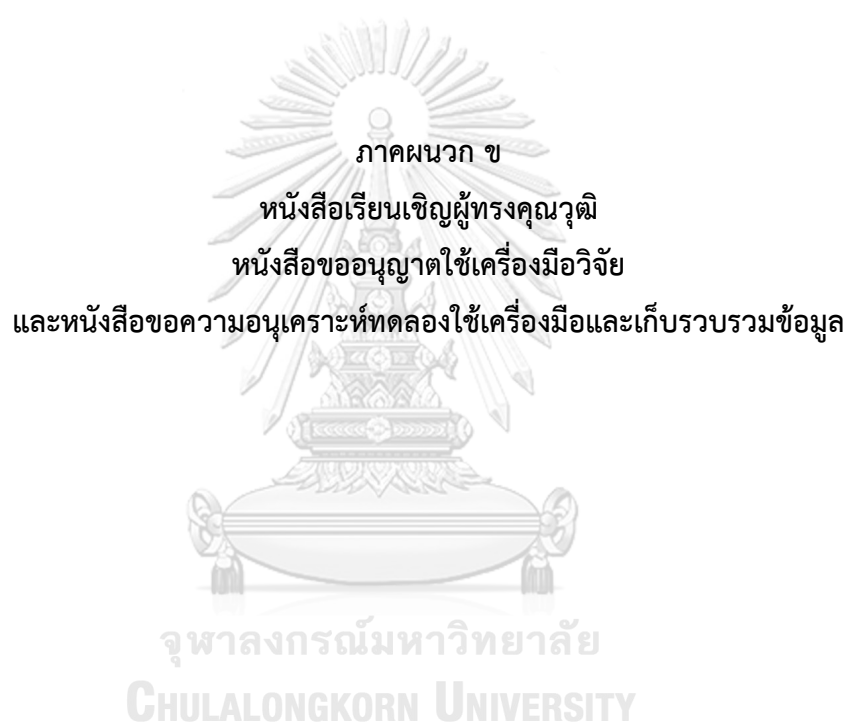 ภาคผนวก ข
หนังสือเรียนเชิญผู้ทรงคุณวุฒิ
หนังสือขออนุญาตใช้เครื่องมือวิจัย
และหนังสือขอความอนุเคราะห์ทดลองใช้เครื่องมือและเก็บรวบรวมข้อมูล
จุฬาลงกรณ์มหาวิทยาลัย
CHULALONGKORN UNIVERSITY